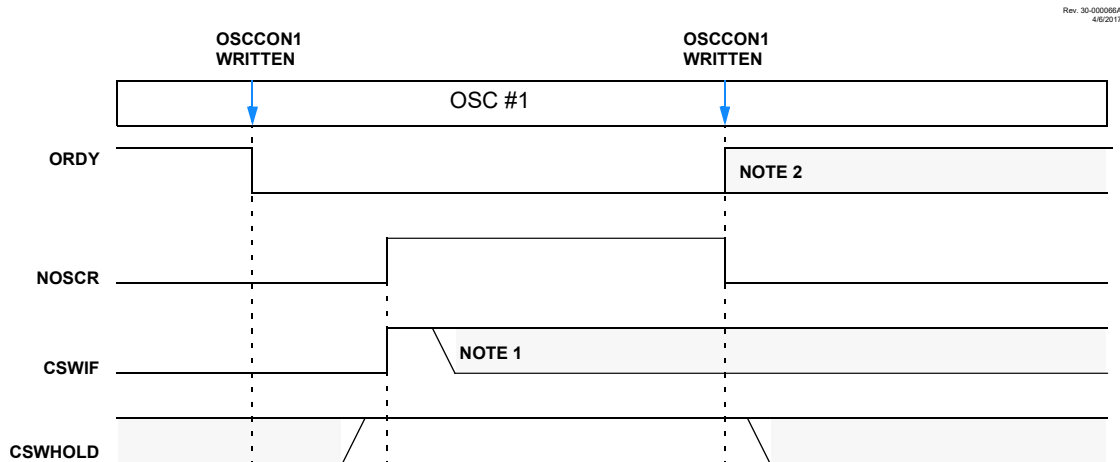 Rev. 30-000066A
4/6/2017
OSCCON1 OSCCON1
WRITTEN WRITTEN
OSC #1
ORDY
NOTE 2
NOSCR
NOTE 1
CSWIF
CSWHOLD